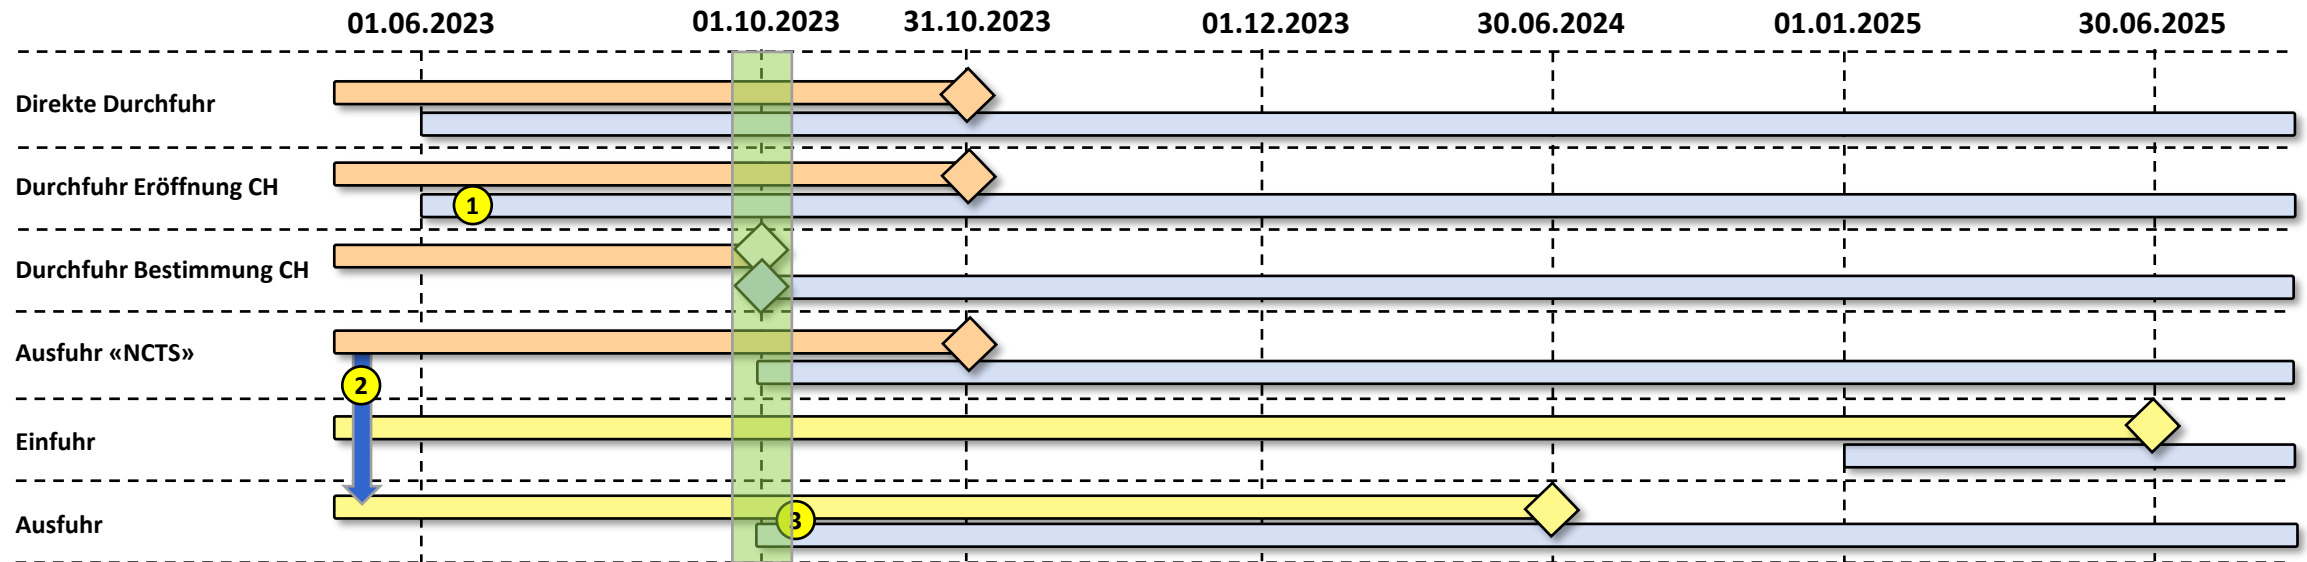 01.06.2023 01.10.2023 31.10.2023 01.12.2023 30.06.2024 01.01.2025 30.06.2025
Direkte Durchfuhr
Durchfuhr Eröffnung CH
1
Durchfuhr Bestimmung CH
Ausfuhr «NCTS»
2
Einfuhr
Ausfuhr
3